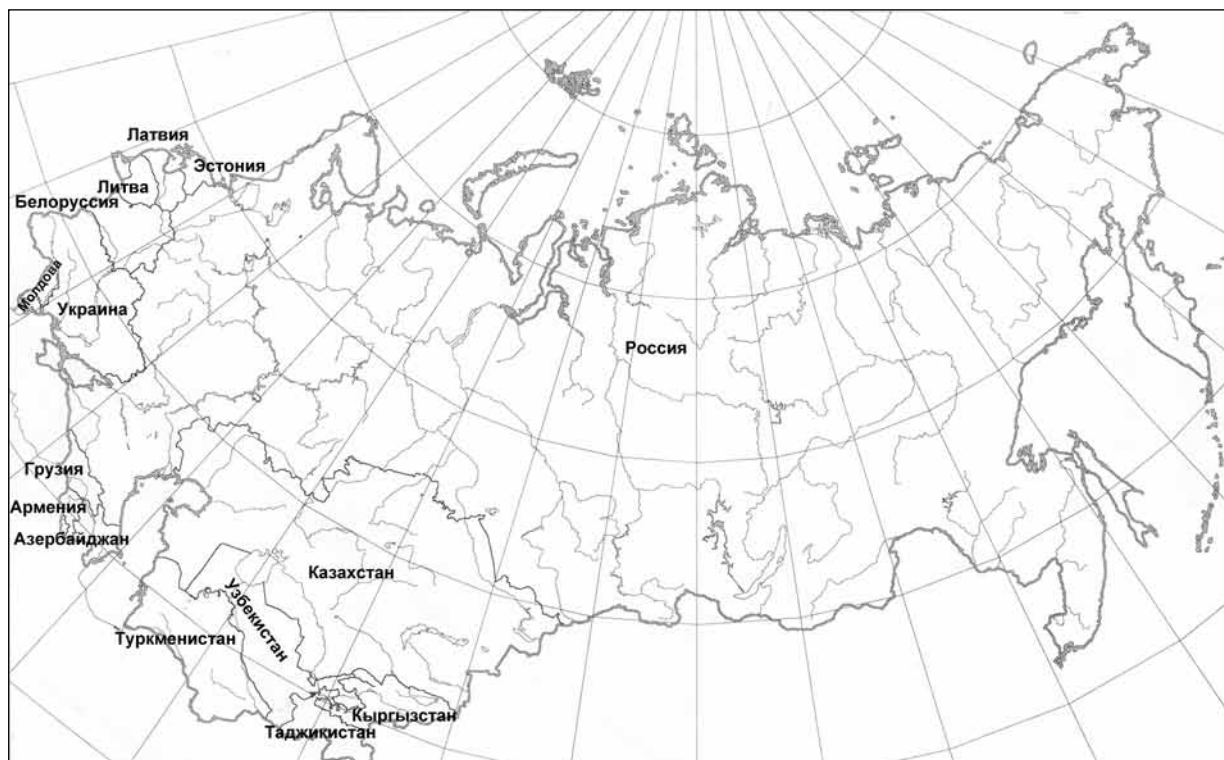 Латвия
Эстония
Литва
Белоруссия
Молдова
Украина
Россия
Грузия
Армения
Азербайджан
Казахстан
Узбекистан
Туркменистан
Кыргызстан
Таджикистан